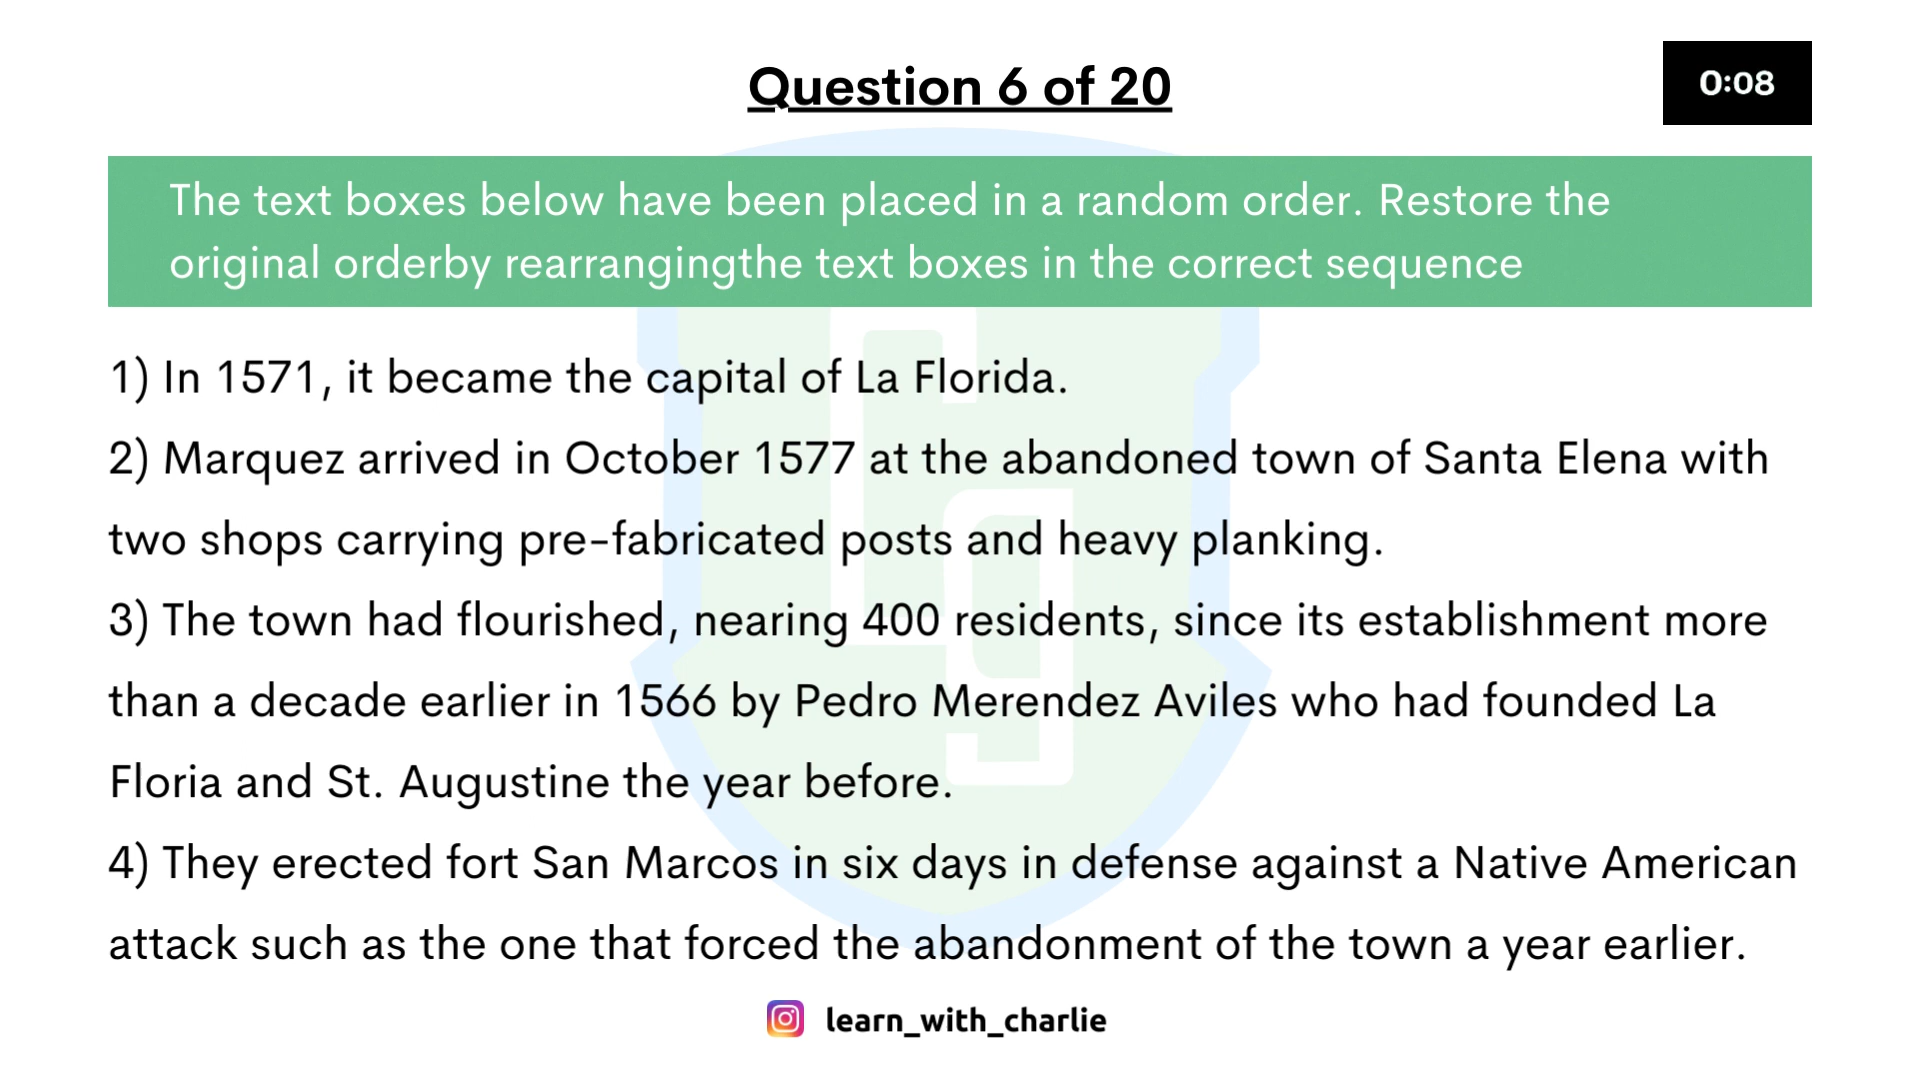 Question 6 of 20
0:08
The text boxes below have been placed in a random order. Restore the
original orderby rearrangingthe text boxes in the correct sequence
1) In 1571, it became the capital of La Florida.
2) Marquez arrived in October 1577 at the abandoned town of Santa Elena with
two shops carrying pre-fabricated posts and heavy planking.
3) The town had flourished, nearing 400 residents, since its establishment more
than a decade earlier in 1566 by Pedro Merendez Aviles who had founded La
Floria and St. Augustine the year before.
4) They erected fort San Marcos in six days in defense against a Native American
attack such as the one that forced the abandonment of the town a year earlier.
learn_with_charlie